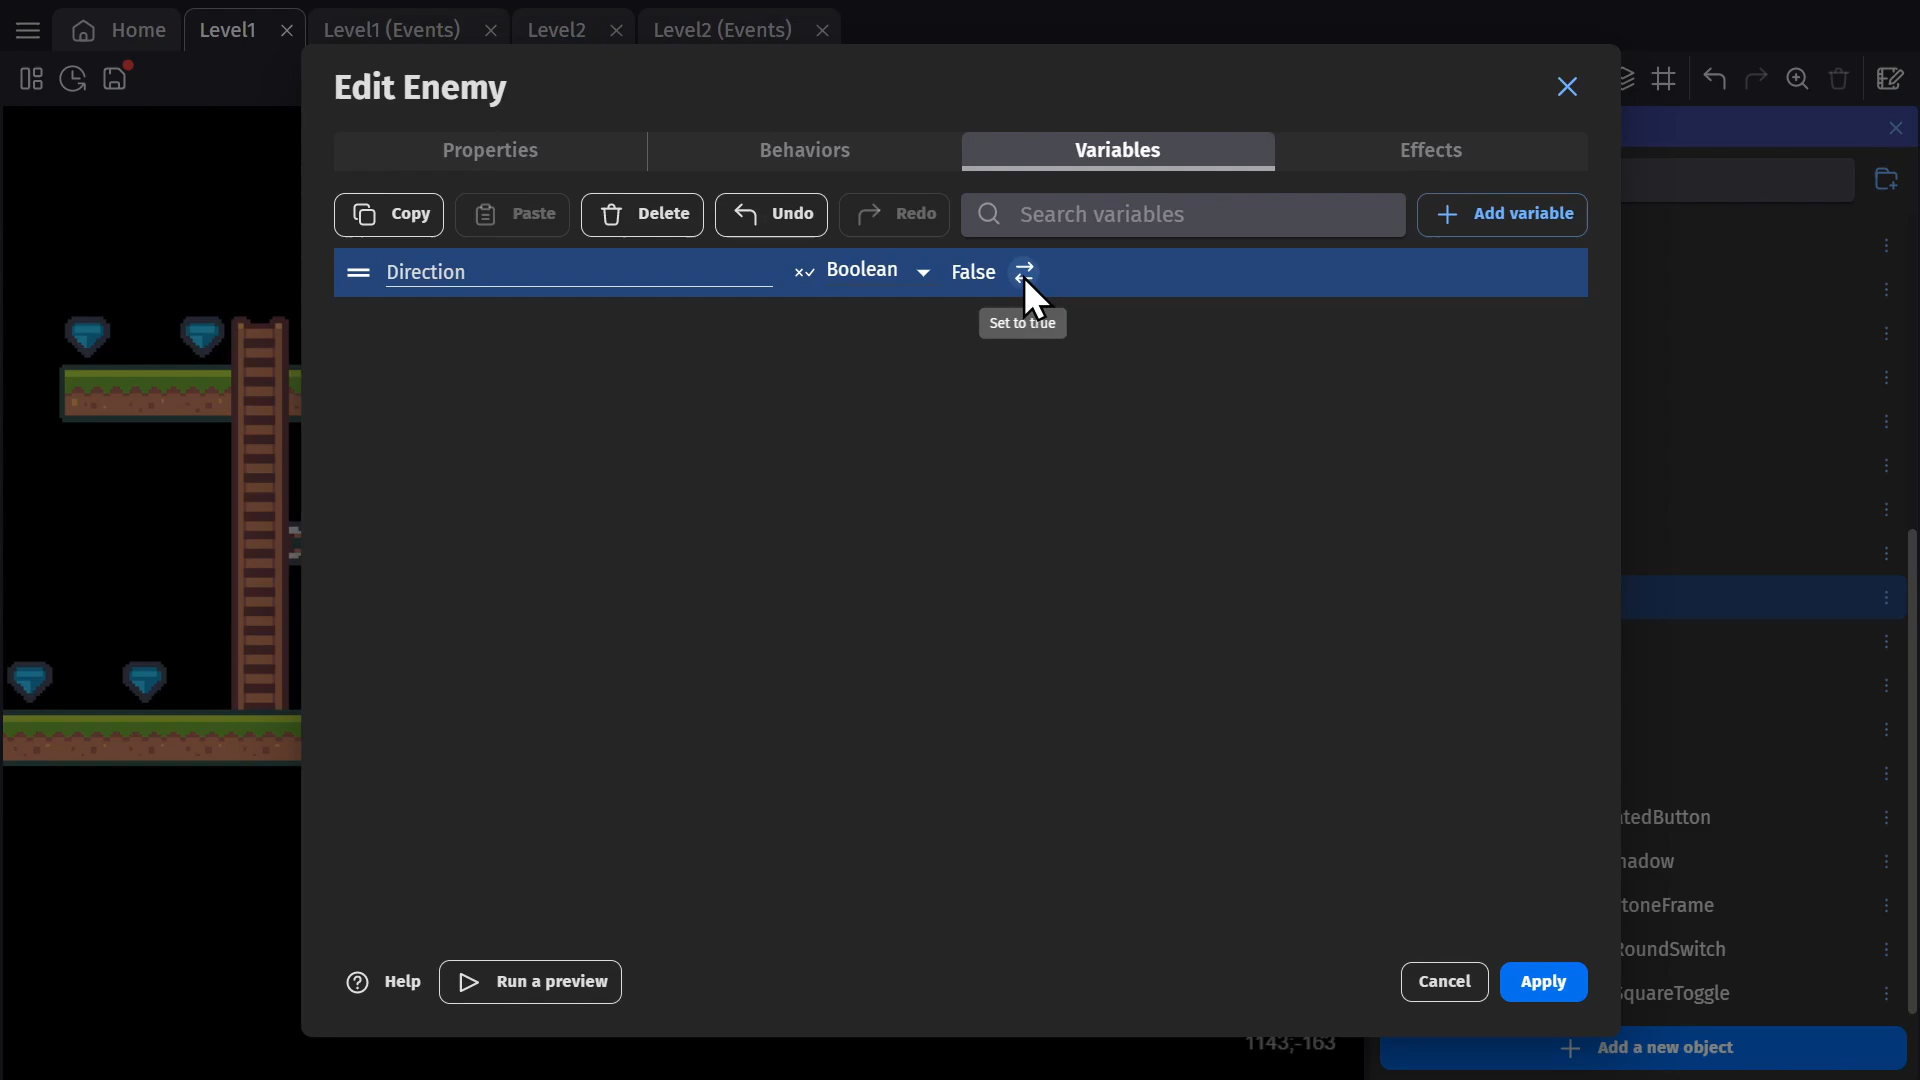 Home
Level1
Level1 (Events)
Level2
Level2 (Events)
Edit Enemy
Properties
Behaviors
Variables
Effects
Copy
Paste
Delete
Undo
Redo
Search variables
Add variable
Direction
Boolean
False
Set to true
tedButton
hadow
toneFrame
RoundSwitch
SquareToggle
Help
Run a preview
Cancel
Apply
1143;-163
Add a new object